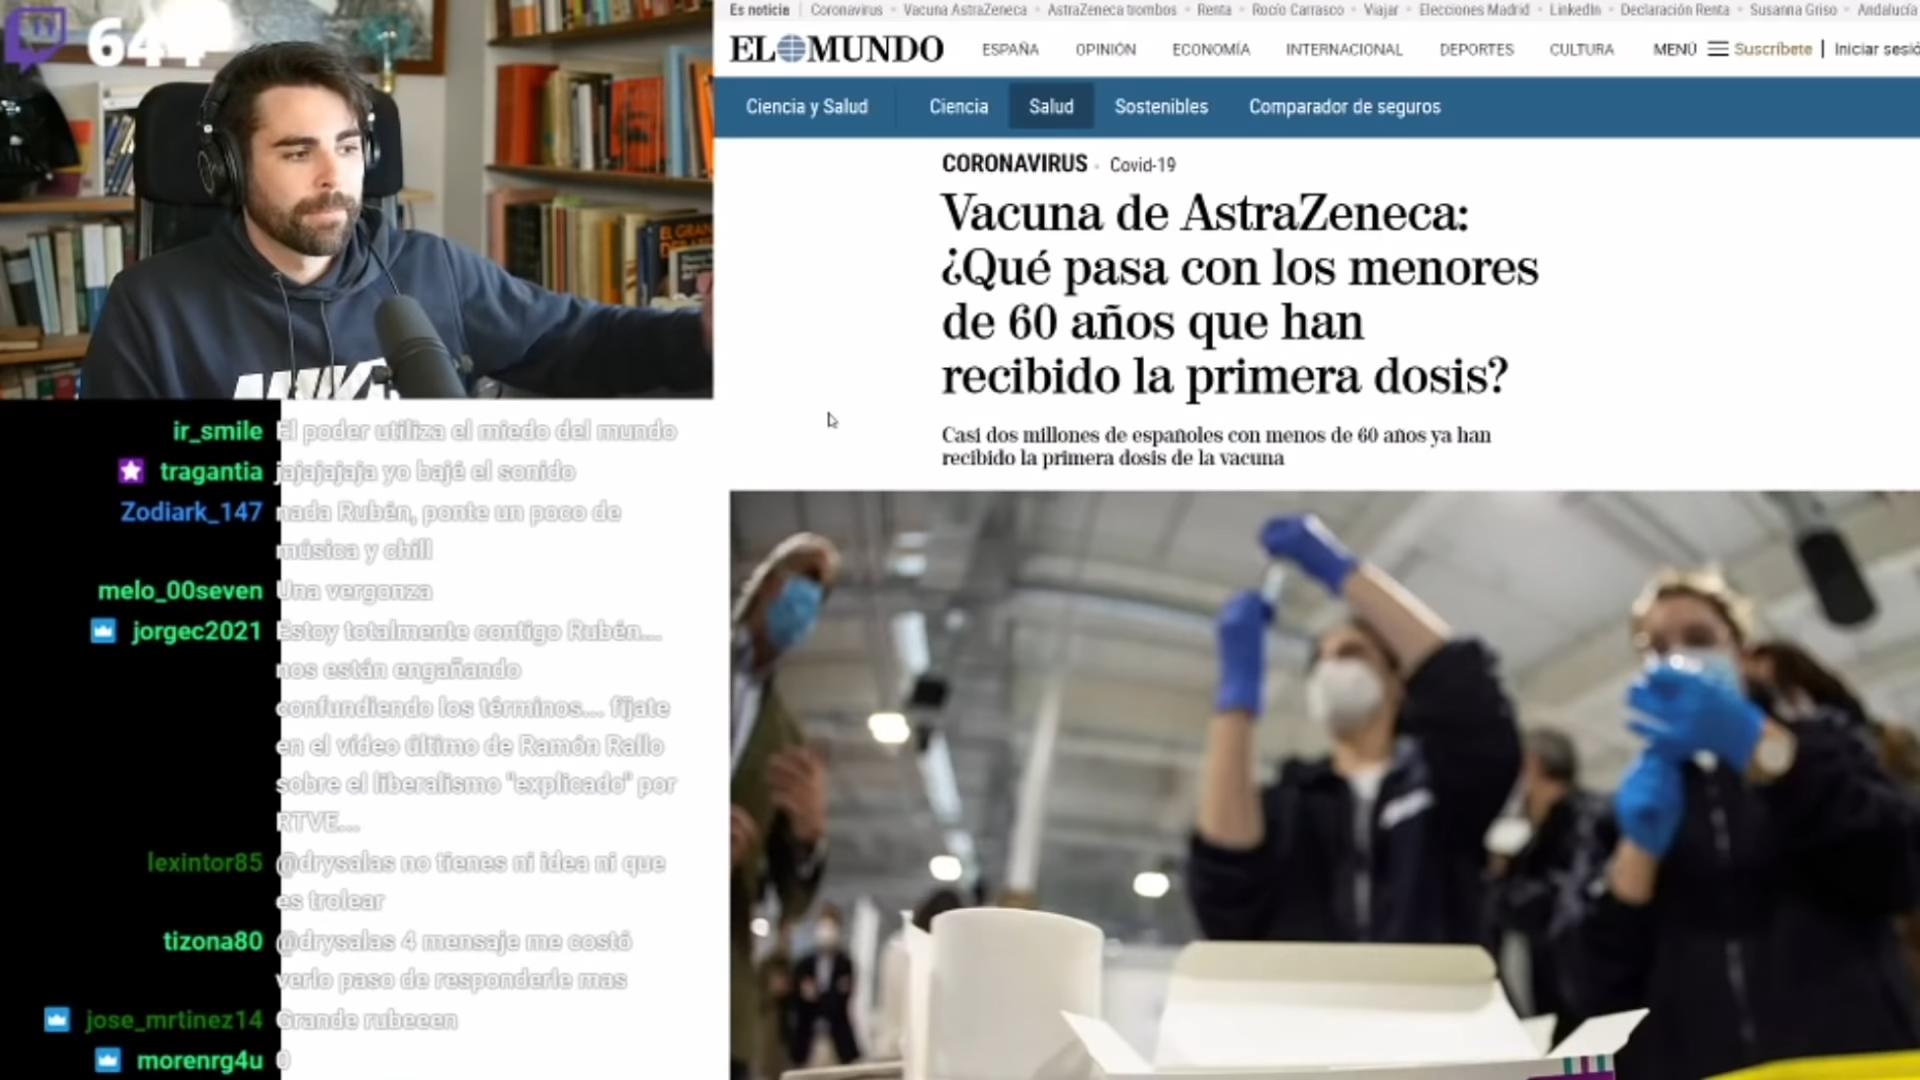 Es noticia
Coronavirus
Vacuna AstraZeneca
AstraZeneca trombos
Renta
Rocío Carrasco
Viajar
Elecciones Madrid
LinkedIn
Declaración Renta
Susanna Griso
Andalucía
EL MUNDO
ESPAÑA
OPINIÓN
ECONOMÍA
INTERNACIONAL
DEPORTES
CULTURA
MENÚ
Suscríbete
Iniciar sesió
Ciencia y Salud
Ciencia
Salud
Sostenibles
Comparador de seguros
CORONAVIRUS
Covid-19
Vacuna de AstraZeneca:
¿Qué pasa con los menores
de 60 años que han
recibido la primera dosis?
Casi dos millones de españoles con menos de 60 años ya han
recibido la primera dosis de la vacuna
ir_smile El poder utiliza el miedo del mundo
tragantia jajajajaja yo bajé el sonido
Zodiark_147 nada Rubén, ponte un poco de
música y chill
melo_00seven Una vergonza
jorgec2021 Estoy totalmente contigo Rubén...
nos están engañando
confundiendo los términos... fíjate
en el vídeo último de Ramón Rallo
sobre el liberalismo "explicado" por
RTVE...
lexintor85 @drysalas no tienes ni idea ni que
es trolear
tizona80 @drysalas 4 mensaje me costó
verlo paso de responderle mas
jose_mrtinez14 Grande rubeeen
morenrg4u 0